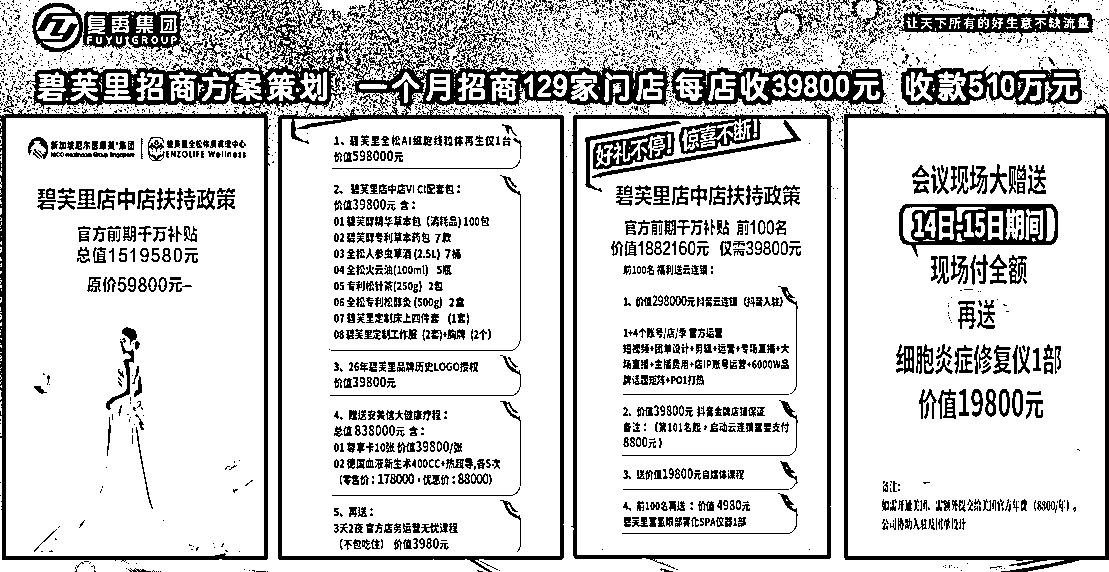 复雨集团
FUYUI GROUP
让天下所有的好生意不缺流量
碧芙里招商方案策划 一个月招商129家门店 每店收39800元 收款510万元
新加坡尼尔医疗美集团
NICO Healthcare Group Singapore
碧芙里全松体质调理中心
ENZOLIFE Wellness
碧芙里店中店扶持政策
官方前期千万补贴
总值1519580元
原价59800元–
1、碧芙里全松AI细胞线粒体再生仪1台
价值598000元
2、碧芙里店中店VI CI配套包：
价值39800元 含：
01 碧芙醇精华草本包（消耗品）100包
02 碧芙醇专利草本药包 7款
03 全松人参虫草酒 (2.5L) 7桶
04 全松火云油(100ml) 5瓶
05 专利松针茶(250g) 2包
06 全松专利松醇灸 (500g) 2盒
07 碧芙里定制床上四件套 (1套)
08 碧芙里定制工作服 (2套)+胸牌 (2个)
3、26年碧芙里品牌历史LOGO授权
价值39800元
4、赠送安美信大健康疗程：
总值 838000元 含：
01 尊享卡10张 价值39800/张
02 德国血液新生术400CC+热超导,各5次
(零售价：178000，优惠价：88000)
5、再送：
3天2夜 官方店务运营无忧课程
(不包吃住) 价值3980元
好礼不停！惊喜不断！
碧芙里店中店扶持政策
官方前期千万补贴 前100名
价值1882160元 仅需39800元
前100名 福利送云连锁：
1、价值298000元 抖音云连锁 (抖音入驻)
1+4个账号/店/季 官方运营
短视频+团单设计+剪辑+运营+专场直播+大
场直播+主播费用+店IP账号运营+6000W品
牌话题矩阵+POI打热
2、价值39800元 抖音金牌店铺保证
备注：(第101名起，启动云连锁需要支付
8800元)
3、送价值19800元自媒体课程
4、前100名再送：价值 4980元
碧芙里富氢眼部雾化SPA仪器1部
会议现场大赠送
14日-15日期间
现场付全额
再送
细胞炎症修复仪1部
价值19800元
备注：
如需开通美团，需额外提交给美团官方年费 (8800/年)，
公司协助入驻及团单设计